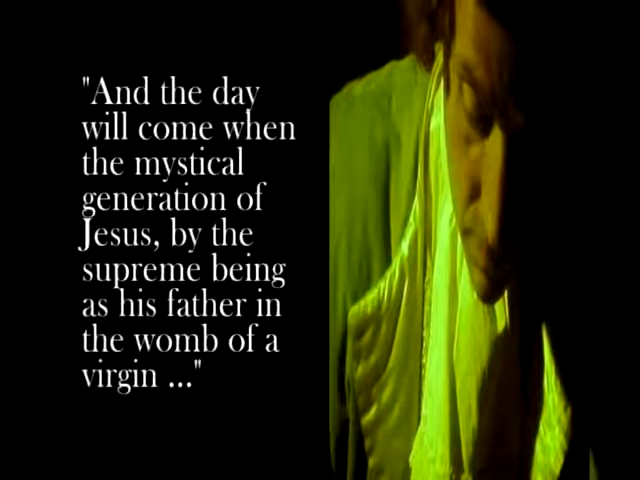 "And the day
will come when
the mystical
generation of
Jesus, by the
supreme being
as his father in
the womb of a
virgin ..."